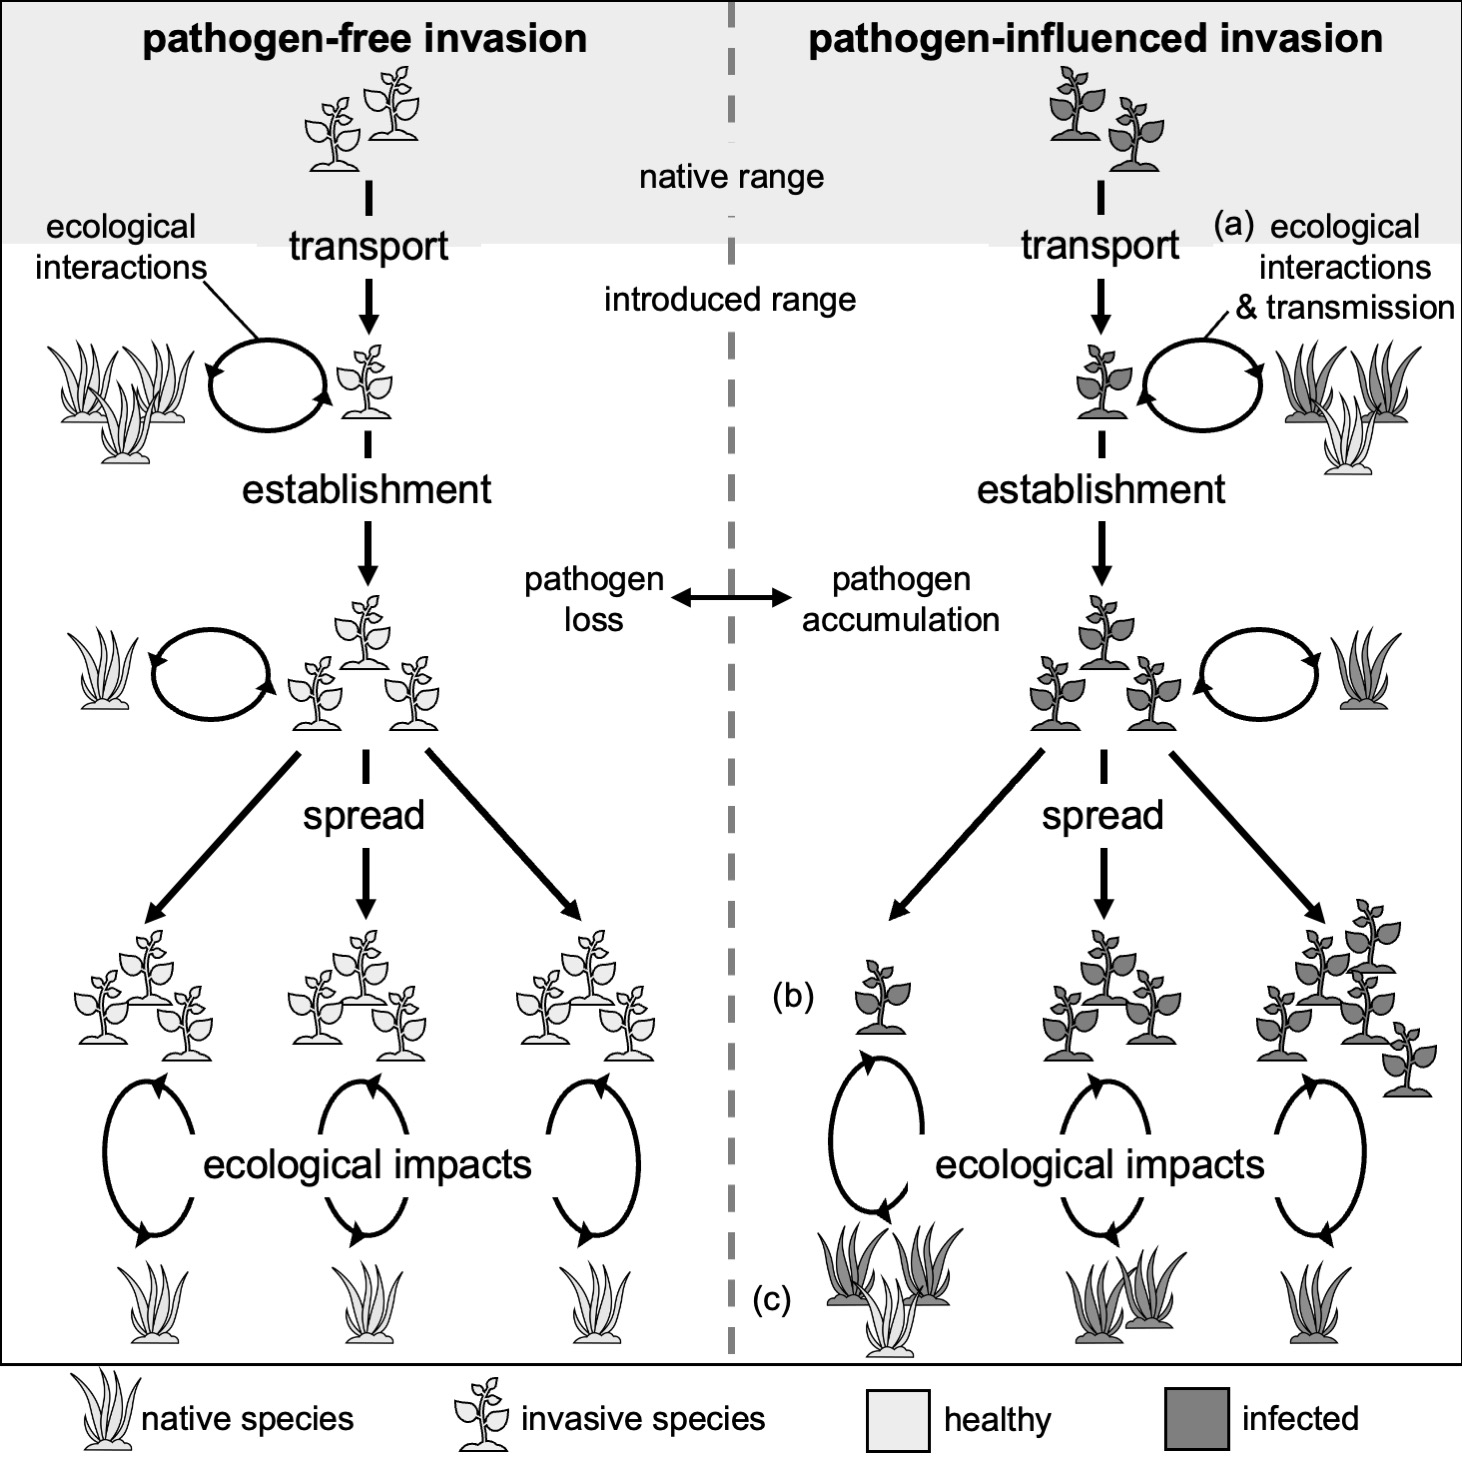 pathogen-free invasion
pathogen-influenced invasion
native range
ecological
interactions
transport
transport
(a) ecological
interactions
& transmission
introduced range
establishment
establishment
pathogen
loss
pathogen
accumulation
spread
spread
(b)
ecological impacts
ecological impacts
(c)
native species
invasive species
healthy
infected